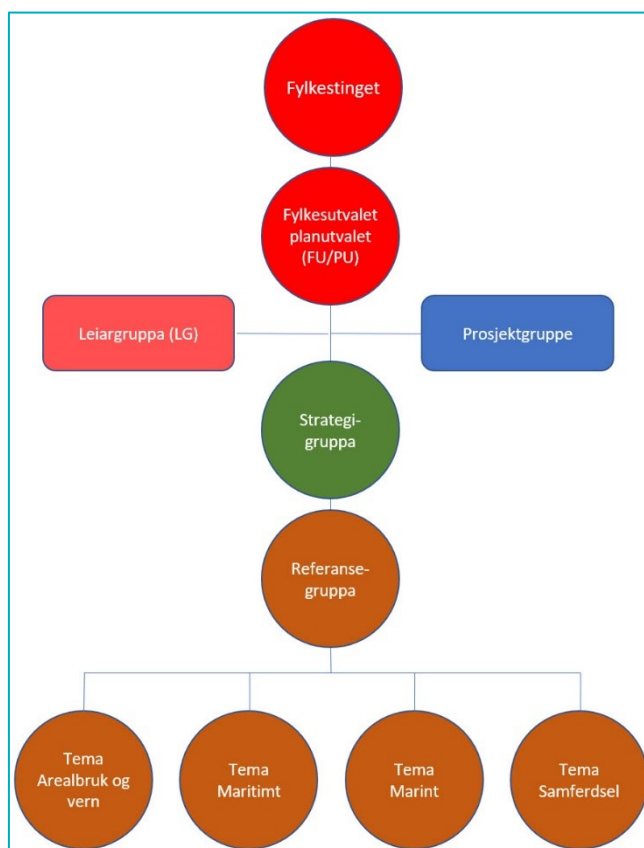 Fylkestinget
Fylkesutvalet
planutvalet
(FU/PU)
Leiargruppa (LG)
Prosjektgruppe
Strategi-
gruppa
Referanse-
gruppa
Tema
Arealbruk og
vern
Tema
Maritimt
Tema
Marint
Tema
Samferdsel